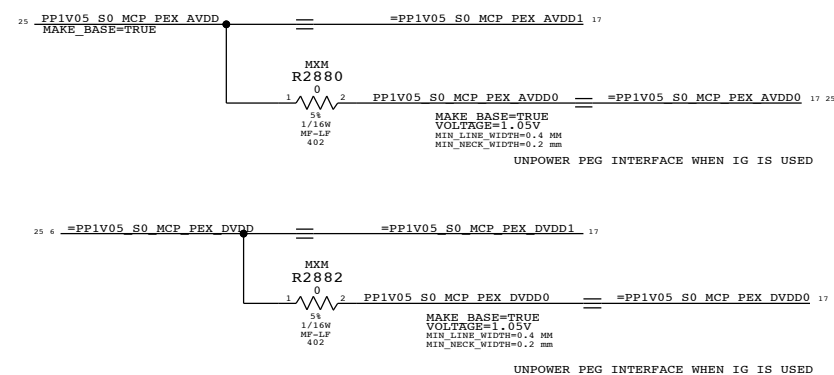 25 PP1V05_S0_MCP_PEX_AVDD =PP1V05_S0_MCP_PEX_AVDD1 17
MAKE_BASE=TRUE
MXM
R2880
0
1 2 PP1V05_S0_MCP_PEX_AVDD0 =PP1V05_S0_MCP_PEX_AVDD0 17 25
5%
1/16W
MF-LF
402
MAKE_BASE=TRUE
VOLTAGE=1.05V
MIN_LINE_WIDTH=0.4 MM
MIN_NECK_WIDTH=0.2 mm
UNPOWER PEG INTERFACE WHEN IG IS USED
25 6 =PP1V05_S0_MCP_PEX_DVDD =PP1V05_S0_MCP_PEX_DVDD1 17
MXM
R2882
0
1 2 PP1V05_S0_MCP_PEX_DVDD0 =PP1V05_S0_MCP_PEX_DVDD0 17
5%
1/16W
MF-LF
402
MAKE_BASE=TRUE
VOLTAGE=1.05V
MIN_LINE_WIDTH=0.4 MM
MIN_NECK_WIDTH=0.2 mm
UNPOWER PEG INTERFACE WHEN IG IS USED